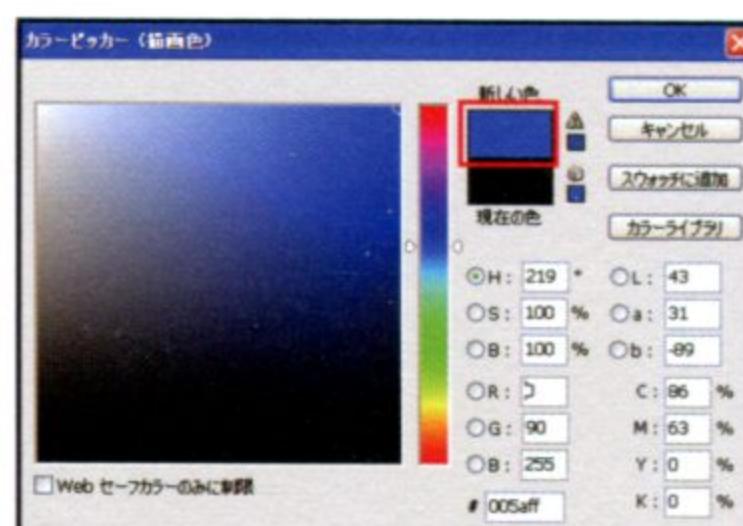 カラーピッカー（描画色）
新しい色
現在の色
OK
キャンセル
スウォッチに追加
カラーライブラリ
H: 219 °
S: 100 %
B: 100 %
R:
G: 90
B: 255
# 005aff
L: 43
a: 31
b: -89
C: 86 %
M: 63 %
Y: 0 %
K: 0 %
Web セーフカラーのみに制限